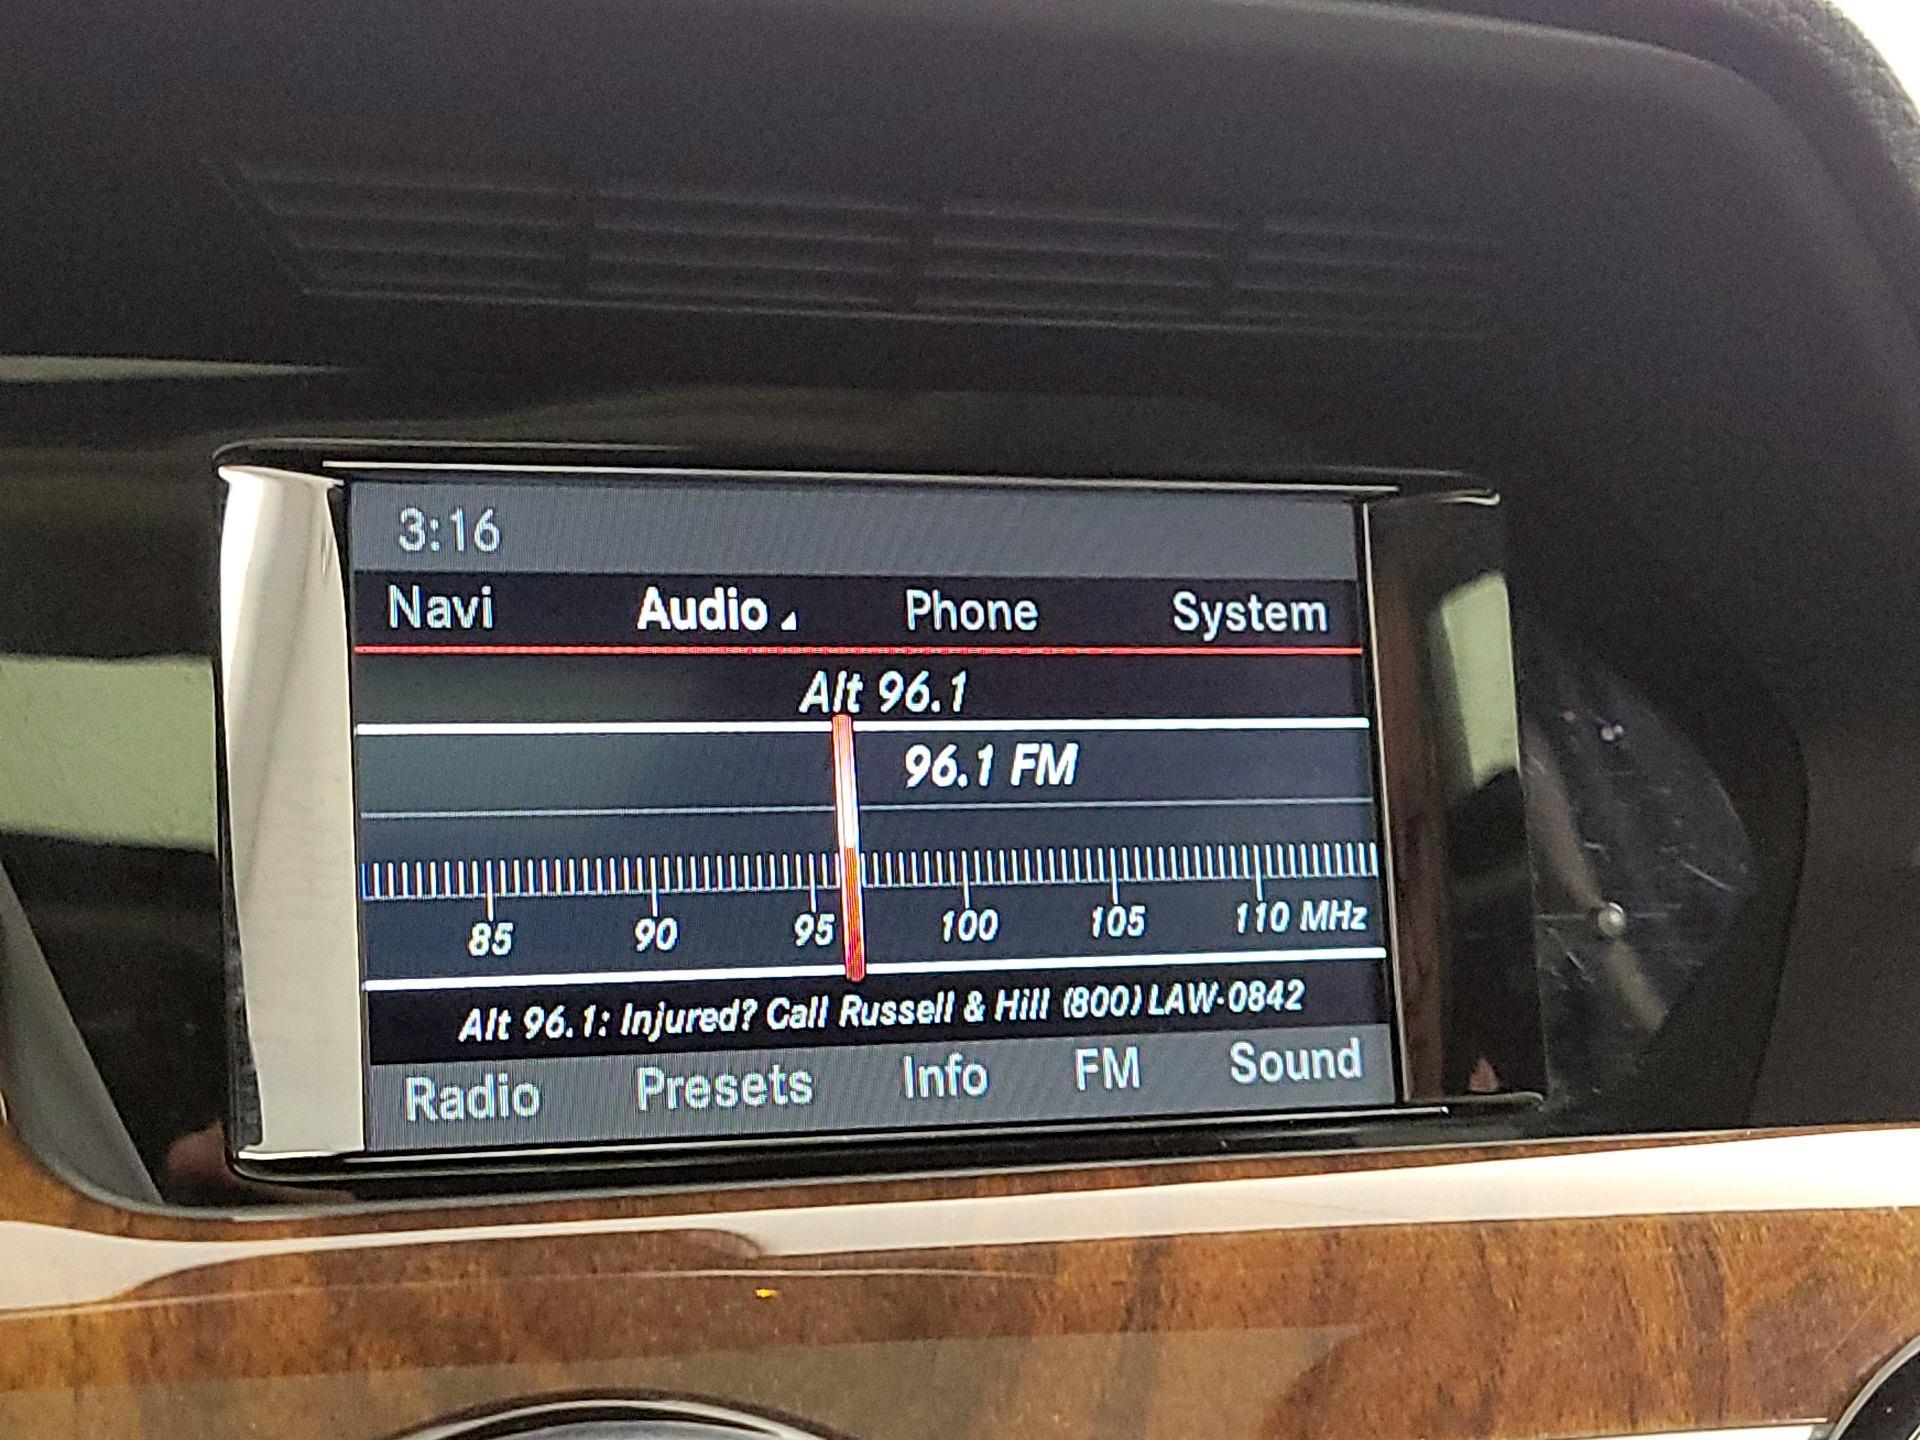 3:16
Navi Audio Phone System
Alt 96.1
96.1 FM
85 90 95 100 105 110 MHz
Alt 96.1: Injured? Call Russell & Hill (800) LAW-0842
Radio Presets Info FM Sound